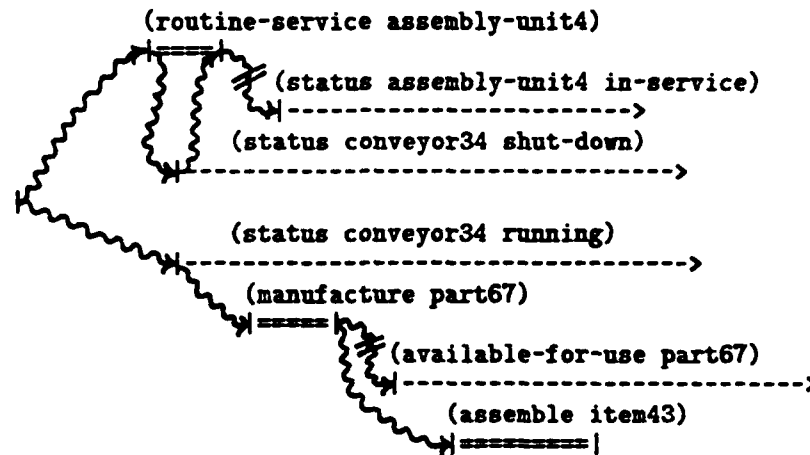 (routine-service assembly-unit4)
(status assembly-unit4 in-service)
(status conveyor34 shut-down)
(status conveyor34 running)
(manufacture part67)
(available-for-use part67)
(assemble item43)